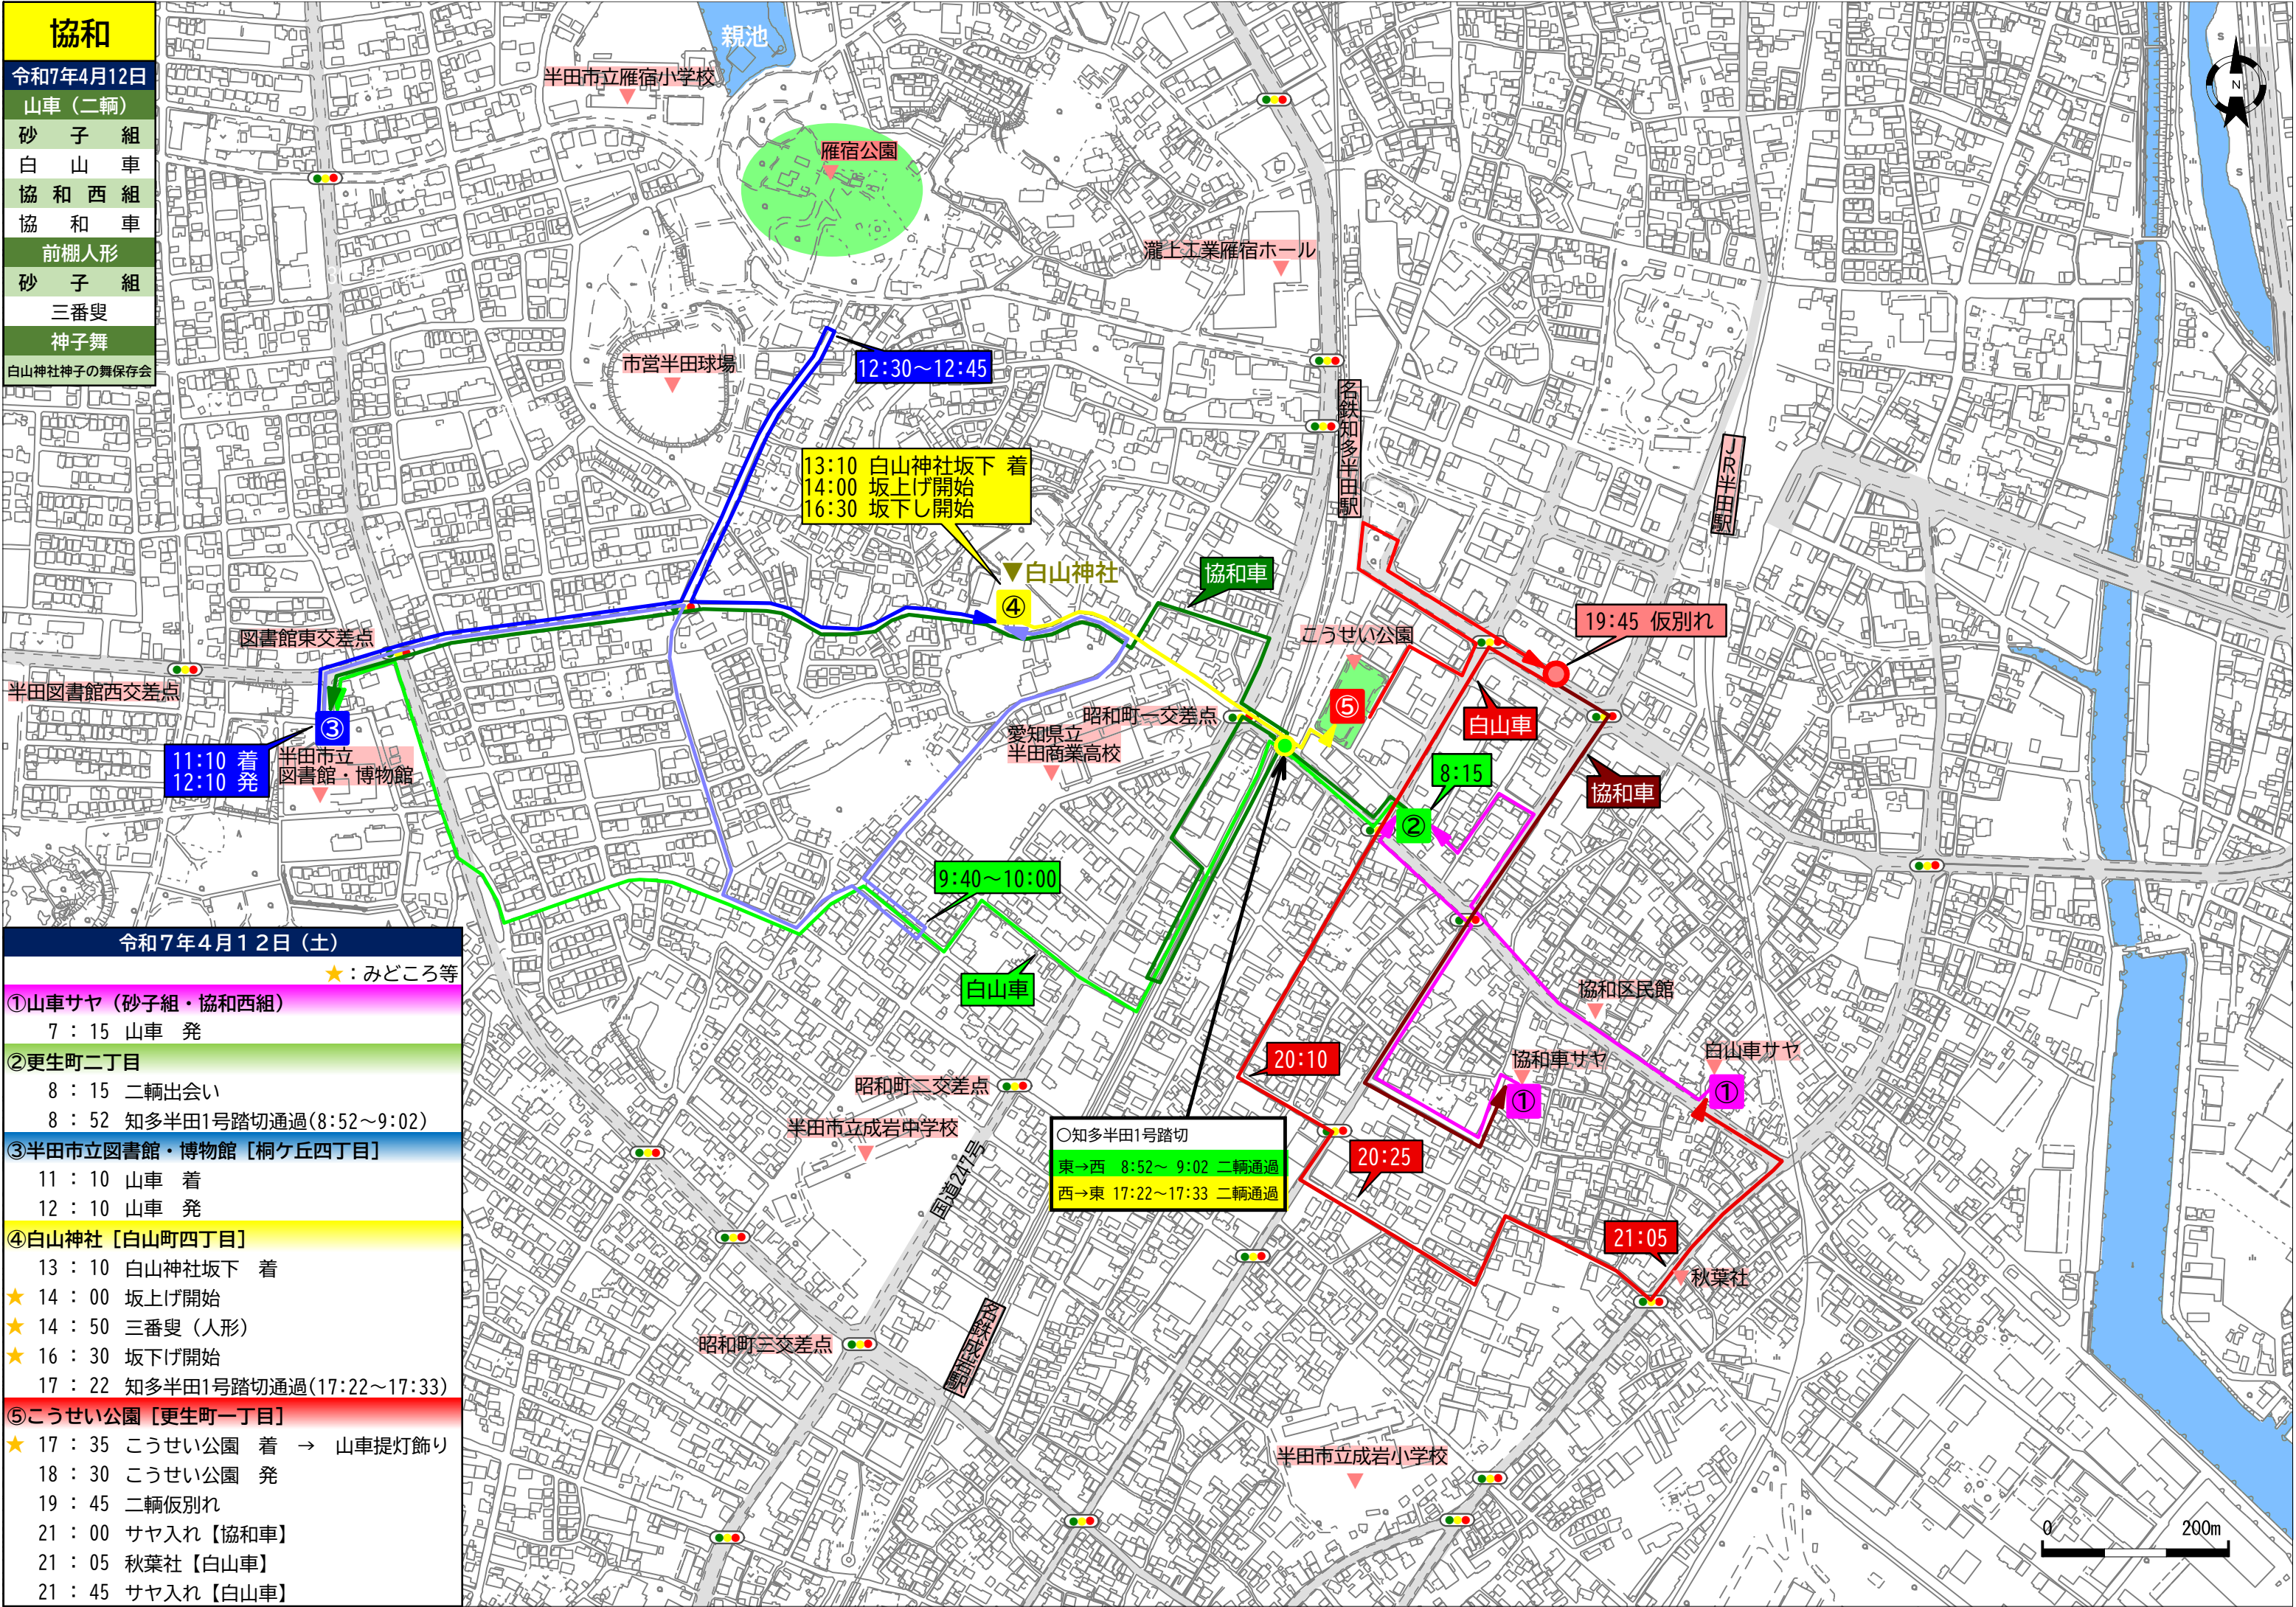 協和
令和7年4月12日
山車（二輌）
砂子組
白山車
協和西組
協和車
前棚人形
砂子組
三番叟
神子舞
白山神社神子の舞保存会
親池
半田市立雁宿小学校
雁宿公園
瀧上工業雁宿ホール
N
市営半田球場
12:30～12:45
名鉄知多半田駅
JR半田駅
13:10 白山神社坂下 着
14:00 坂上げ開始
16:30 坂下し開始
▼白山神社
④
協和車
19:45 仮別れ
図書館東交差点
半田図書館西交差点
こうせい公園
⑤
白山車
昭和町一交差点
愛知県立
半田商業高校
③
11:10 着
12:10 発
半田市立
図書館・博物館
8:15
②
協和車
9:40～10:00
白山車
協和区民館
協和車サヤ
①
白山車サヤ
①
20:10
昭和町二交差点
半田市立成岩中学校
国道247号
○知多半田1号踏切
東→西 8:52～ 9:02 二輌通過
西→東 17:22～17:33 二輌通過
20:25
21:05
秋葉社
昭和町三交差点
名鉄成岩駅
半田市立成岩小学校
0 200m
令和７年４月１２日（土）
★：みどころ等
①山車サヤ（砂子組・協和西組）
7：15 山車 発
②更生町二丁目
8：15 二輌出会い
8：52 知多半田1号踏切通過(8:52～9:02)
③半田市立図書館・博物館［桐ケ丘四丁目］
11：10 山車 着
12：10 山車 発
④白山神社［白山町四丁目］
13：10 白山神社坂下 着
★ 14：00 坂上げ開始
★ 14：50 三番叟（人形）
★ 16：30 坂下げ開始
17：22 知多半田1号踏切通過(17:22～17:33)
⑤こうせい公園［更生町一丁目］
★ 17：35 こうせい公園 着 → 山車提灯飾り
18：30 こうせい公園 発
19：45 二輌仮別れ
21：00 サヤ入れ【協和車】
21：05 秋葉社【白山車】
21：45 サヤ入れ【白山車】